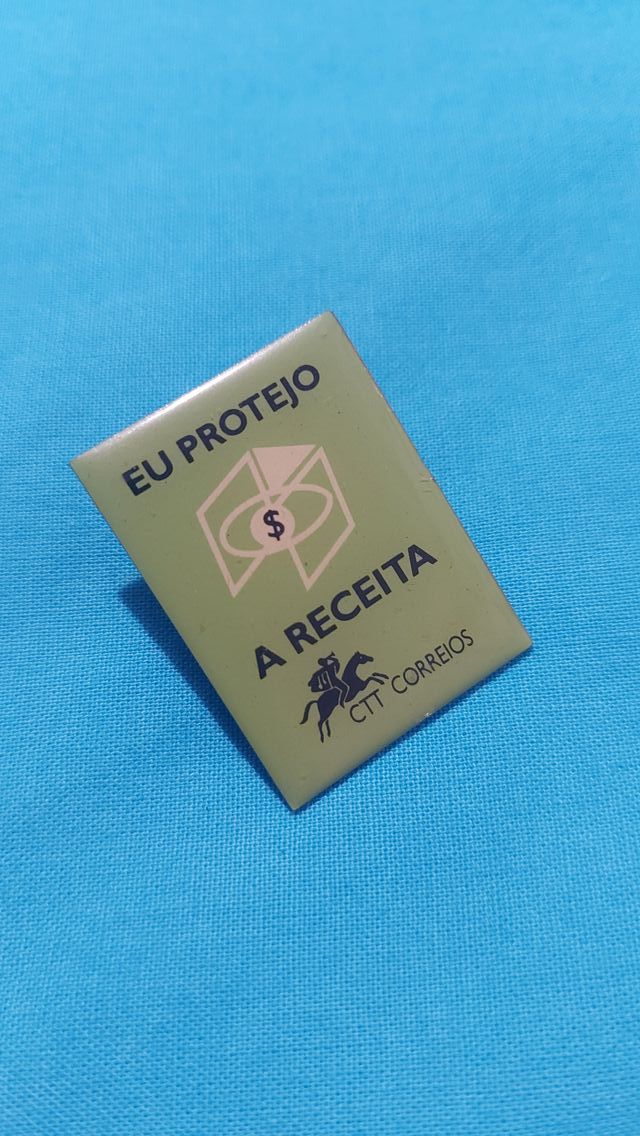 EU PROTEJO
$
A RECEITA
CTT CORREIOS